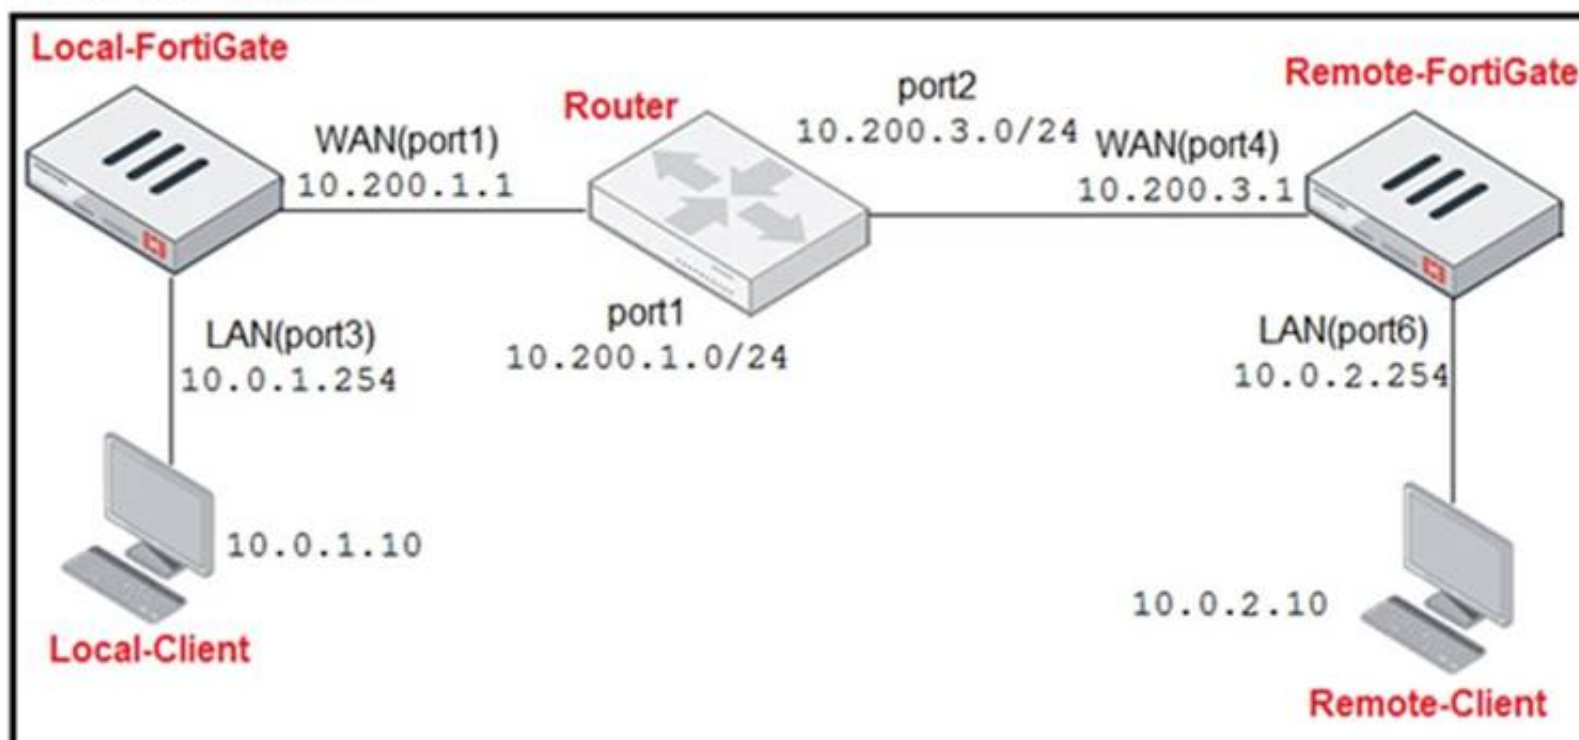 Local-FortiGate
WAN(port1)
10.200.1.1
LAN(port3)
10.0.1.254
10.0.1.10
Local-Client
Router
port1
10.200.1.0/24
port2
10.200.3.0/24
Remote-FortiGate
WAN(port4)
10.200.3.1
LAN(port6)
10.0.2.254
10.0.2.10
Remote-Client